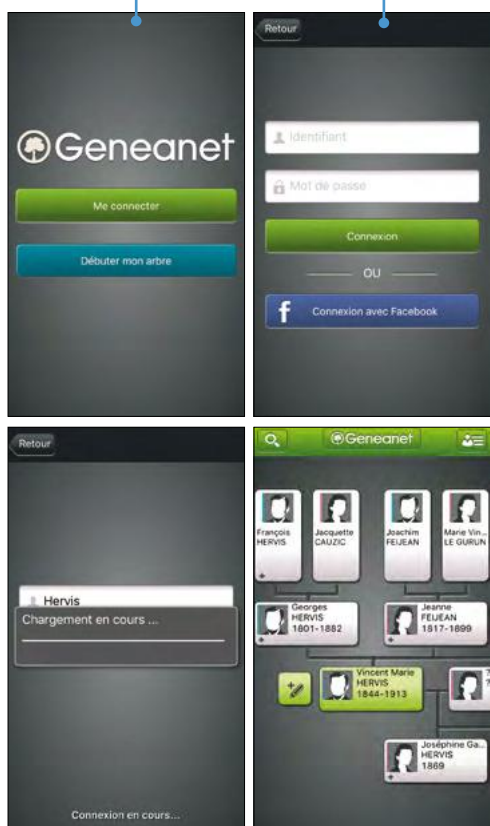 Geneanet
Me connecter
Débuter mon arbre
Retour
Identifiant
Mot de passe
Connexion
OU
f Connexion avec Facebook
Retour
Hervis
Chargement en cours ...
Connexion en cours...
Geneanet
François
HERVIS
Jacquette
CAUZIC
Joachim
FEIJEAN
Marie Vin...
LE GURUN
Georges
HERVIS
1801-1882
Jeanne
FEIJEAN
1817-1899
Vincent Marie
HERVIS
1844-1913
?
?
Joséphine Ga...
HERVIS
1869